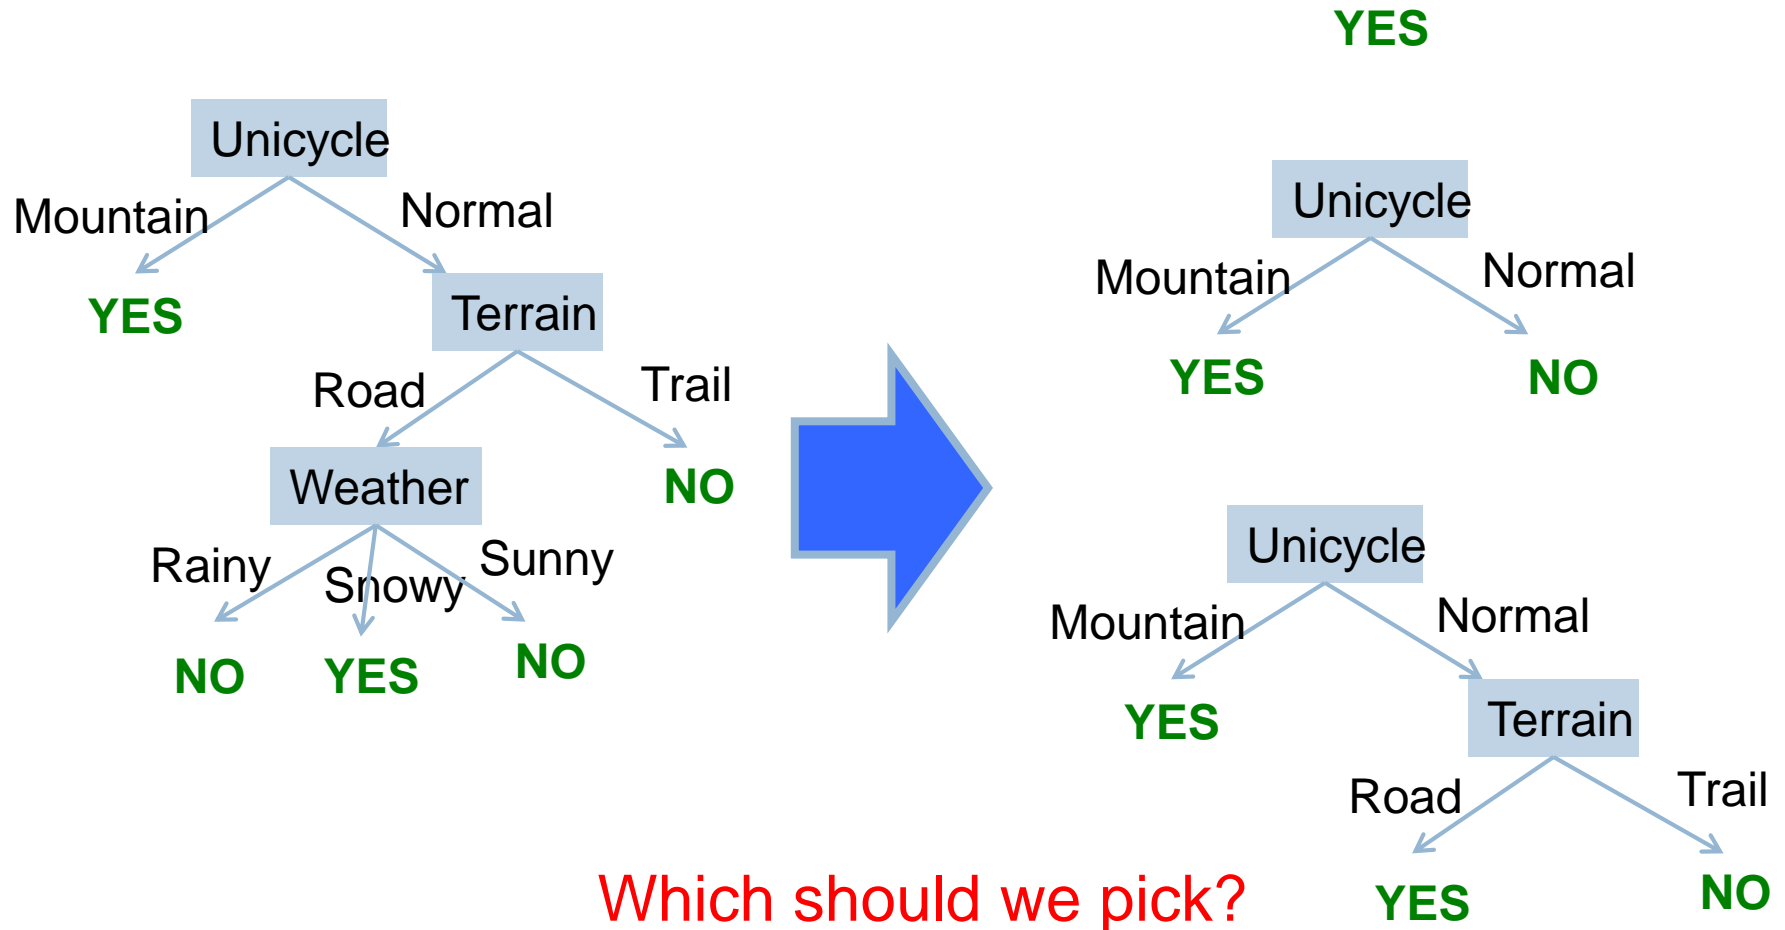 Unicycle
Mountain
Normal
YES
Terrain
Road
Trail
Weather
NO
Rainy
Snowy
Sunny
NO
YES
NO
YES
Unicycle
Mountain
Normal
YES
NO
Unicycle
Mountain
Normal
YES
Terrain
Road
Trail
YES
NO
Which should we pick?